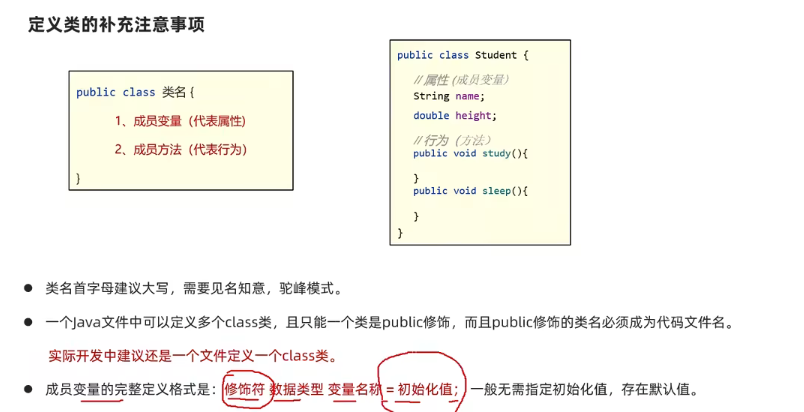 定义类的补充注意事项
public class 类名 {
1、成员变量（代表属性)
2、成员方法（代表行为）
}
public class Student {
//属性 (成员变量）
String name;
double height;
//行为（方法）
public void study(){
}
public void sleep(){
}
}
● 类名首字母建议大写，需要见名知意，驼峰模式。
● 一个Java文件中可以定义多个class类，且只能一个类是public修饰，而且public修饰的类名必须成为代码文件名。
实际开发中建议还是一个文件定义一个class类。
● 成员变量的完整定义格式是：修饰符 数据类型 变量名称 = 初始化值； 一般无需指定初始化值，存在默认值。